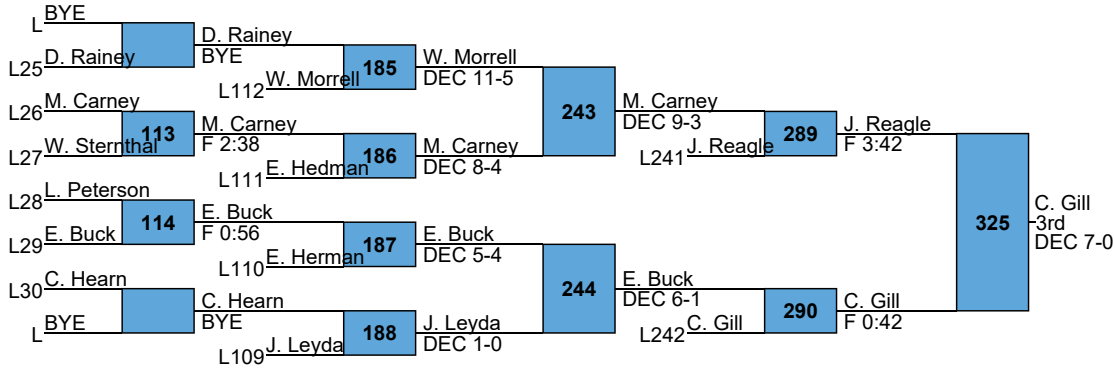 L BYE
L25 D. Rainey
D. Rainey
BYE
L26 M. Carney
L27 W. Sternthal
113
M. Carney
F 2:38
L28 L. Peterson
L29 E. Buck
114
E. Buck
F 0:56
L30 C. Hearn
L BYE
C. Hearn
BYE
L112 W. Morrell
185
W. Morrell
DEC 11-5
L111 E. Hedman
186
M. Carney
DEC 8-4
L110 E. Herman
187
E. Buck
DEC 5-4
L109 J. Leyda
188
J. Leyda
DEC 1-0
243
M. Carney
DEC 9-3
244
E. Buck
DEC 6-1
L241 J. Reagle
289
J. Reagle
F 3:42
L242 C. Gill
290
C. Gill
F 0:42
325
C. Gill
3rd
DEC 7-0